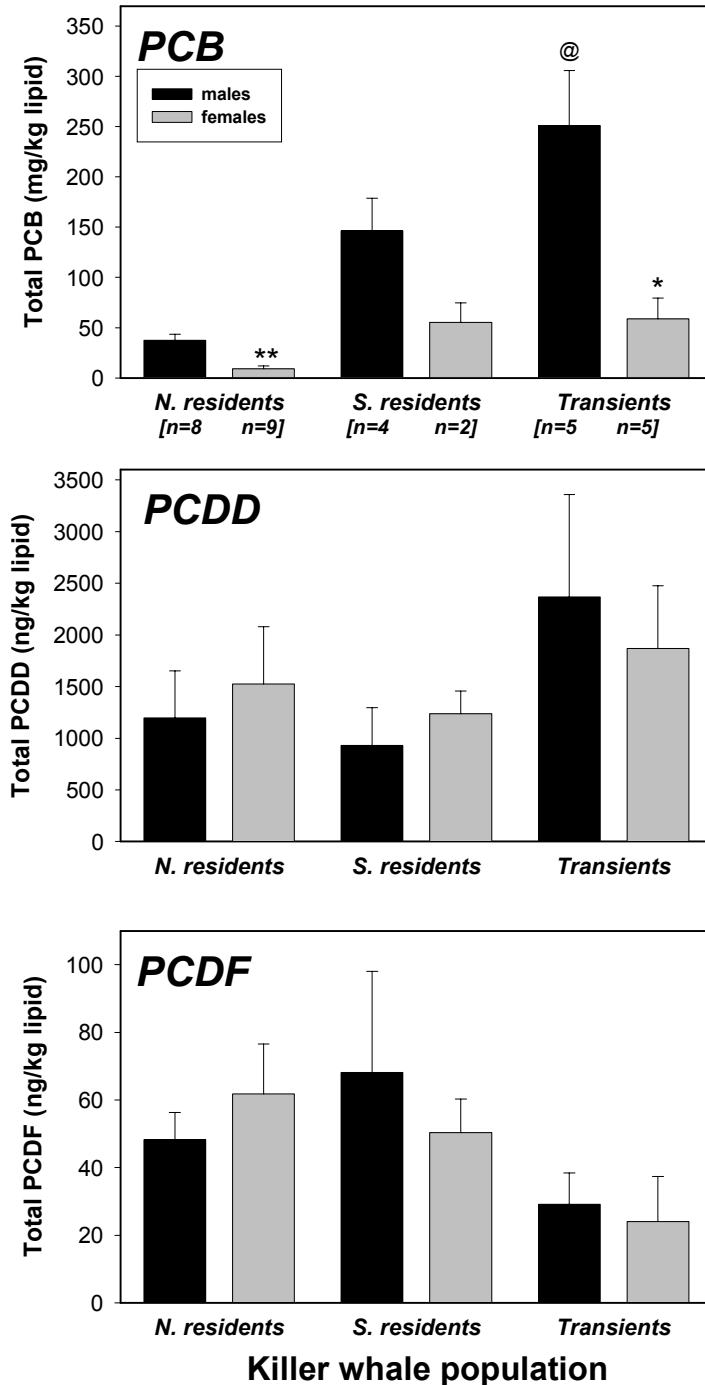 PCB
males
females
Total PCB (mg/kg lipid)
350
300
250
200
150
100
50
0
**
@
*
N. residents S. residents Transients
[n=8 n=9] [n=4 n=2] [n=5 n=5]
PCDD
Total PCDD (ng/kg lipid)
3500
3000
2500
2000
1500
1000
500
0
N. residents S. residents Transients
PCDF
Total PCDF (ng/kg lipid)
100
80
60
40
20
0
N. residents S. residents Transients
Killer whale population